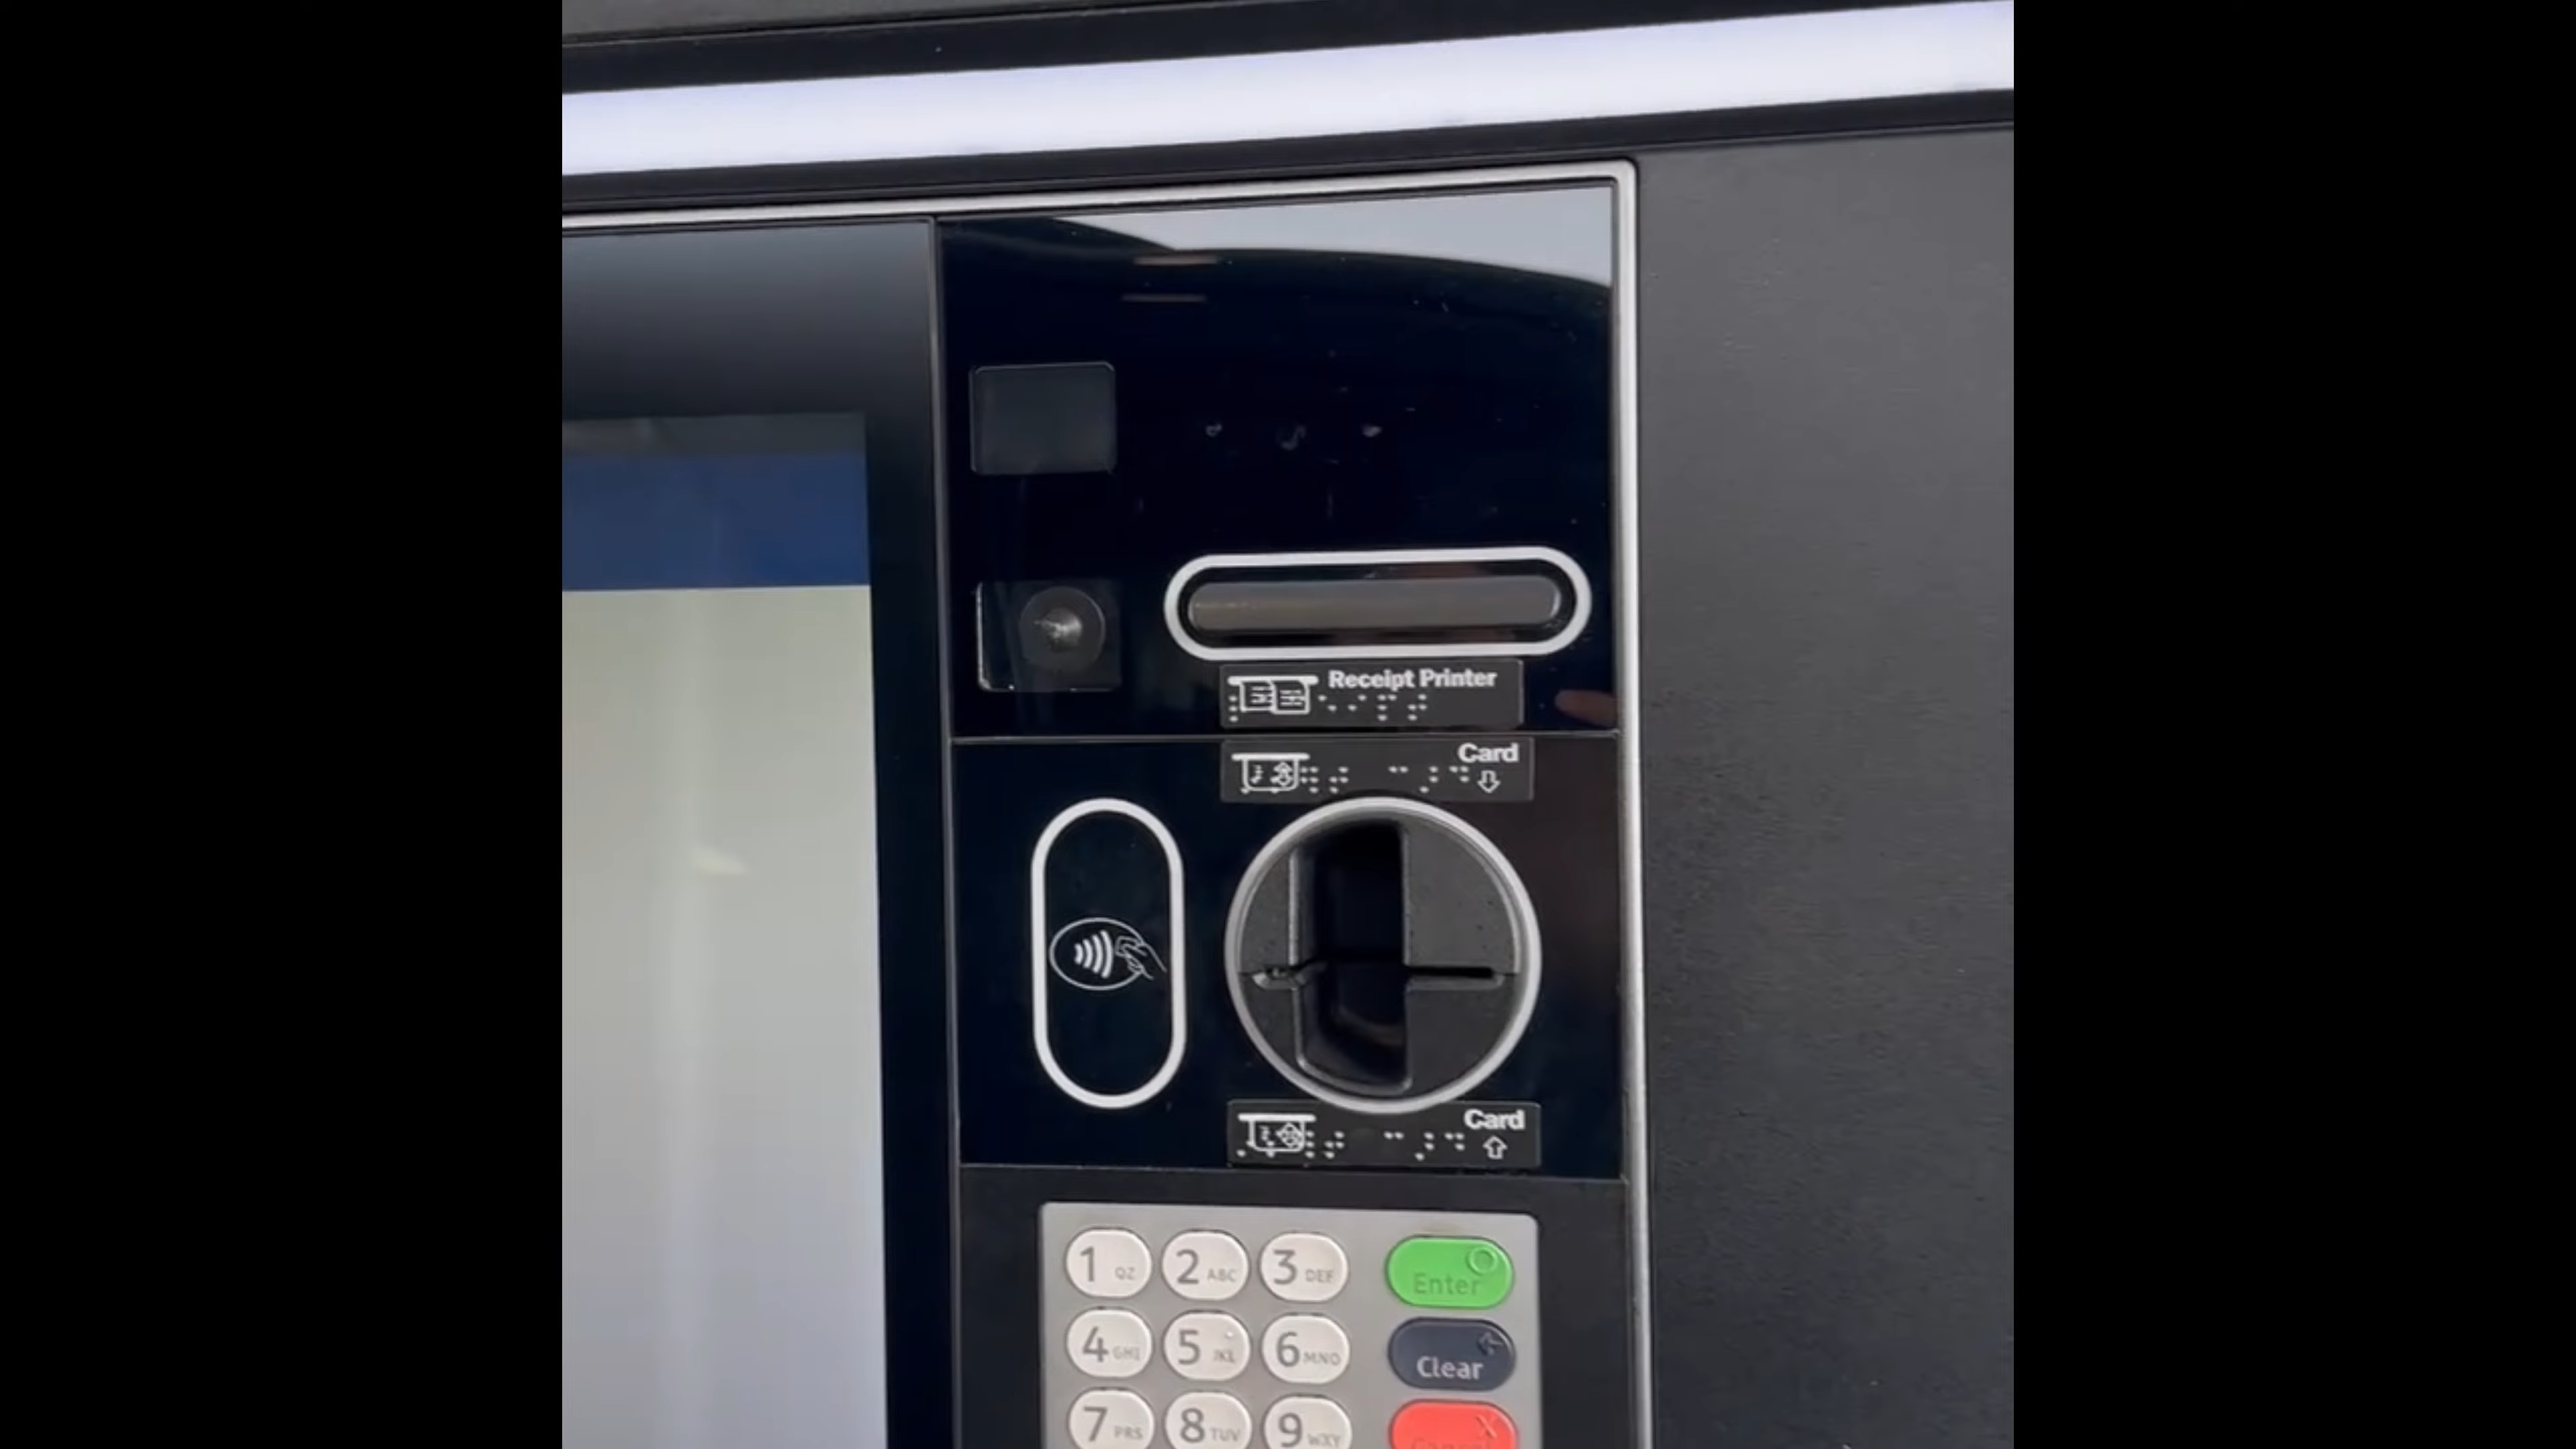 Receipt Printer
Card
Card
1 QZ 2 ABC 3 DEF Enter
4 GHI 5 JKL 6 MNO Clear
7 PRS 8 TUV 9 WXY Cancel